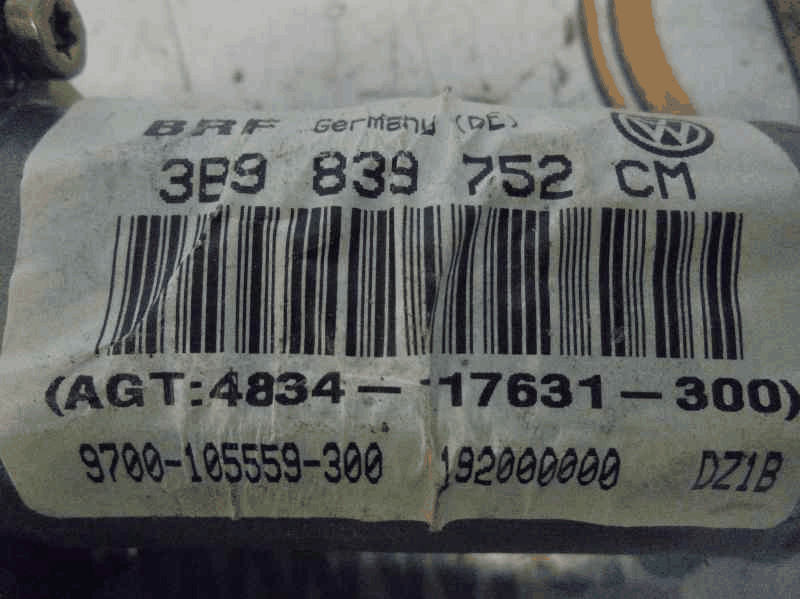 BRF Germany (DE)
3B9 839 752 CM
(AGT:4834-17631-300)
9700-105559-300 192000000 DZ1B